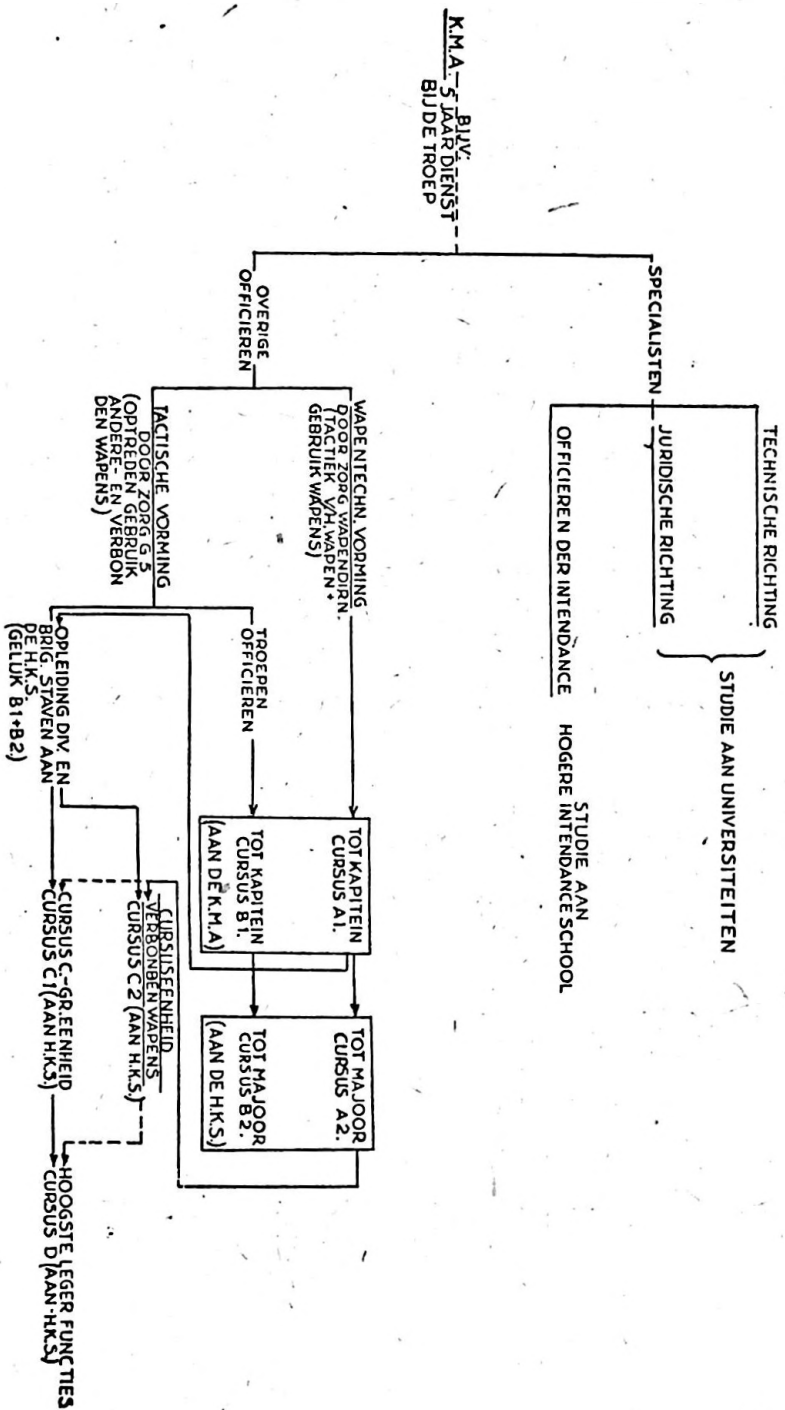 K.M.A.
BIJV:
5 JAAR DIENST
BIJ DE TROEP
SPECIALISTEN
TECHNISCHE RICHTING
JURIDISCHE RICHTING
STUDIE AAN UNIVERSITEITEN
OFFICIEREN DER INTENDANCE
STUDIE AAN
HOGERE INTENDANCE SCHOOL
OVERIGE
OFFICIEREN
WAPENTECHN. VORMING
DOOR ZORG WAPENDIRN.
(TACTIEK V/H. WAPEN +
GEBRUIK WAPENS)
TACTISCHE VORMING
DOOR ZORG G 5
(OPTREDEN GEBRUIK
ANDERE- EN VERBON
DEN WAPENS)
TROEPEN
OFFICIEREN
TOT KAPITEIN
CURSUS A1.
TOT KAPITEIN
CURSUS B1.
(AAN DE K.M.A)
TOT MAJOOR
CURSUS A2.
TOT MAJOOR
CURSUS B2.
(AAN DE H.K.S.)
OPLEIDING DIV. EN
BRIG. STAVEN AAN
DE H.K.S.
(GELIJK B1+B2)
CURSUSEENHEID
VERBONBEN WAPENS
CURSUS C2 (AAN H.K.S.)
CURSUS C.-GR.EENHEID
CURSUS C1 (AAN H.K.S.)
HOOGSTE LEGER FUNCTIES
CURSUS D (AAN-H.K.S.)